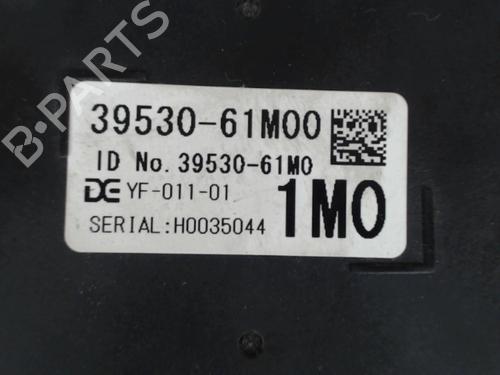 B-PARTS
39530-61M00
ID No. 39530-61M0
DE YF-011-01
SERIAL:H0035044
1M0